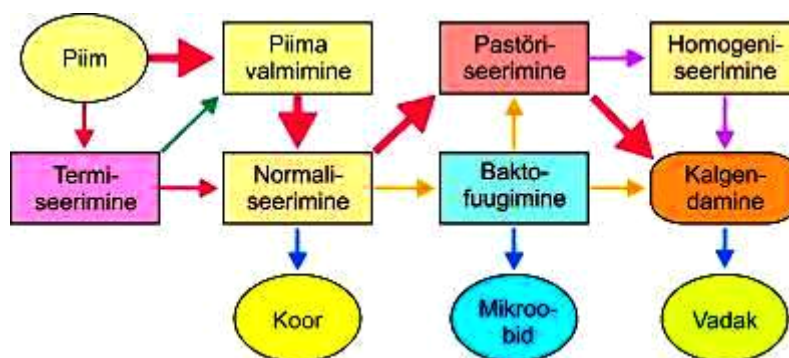 Piim
Piima
valmimine
Pastöri-
seerimine
Homogeni-
seerimine
Termi-
seerimine
Normali-
seerimine
Bakto-
fuugimine
Kalgen-
damine
Koor
Mikroo-
bid
Vadak